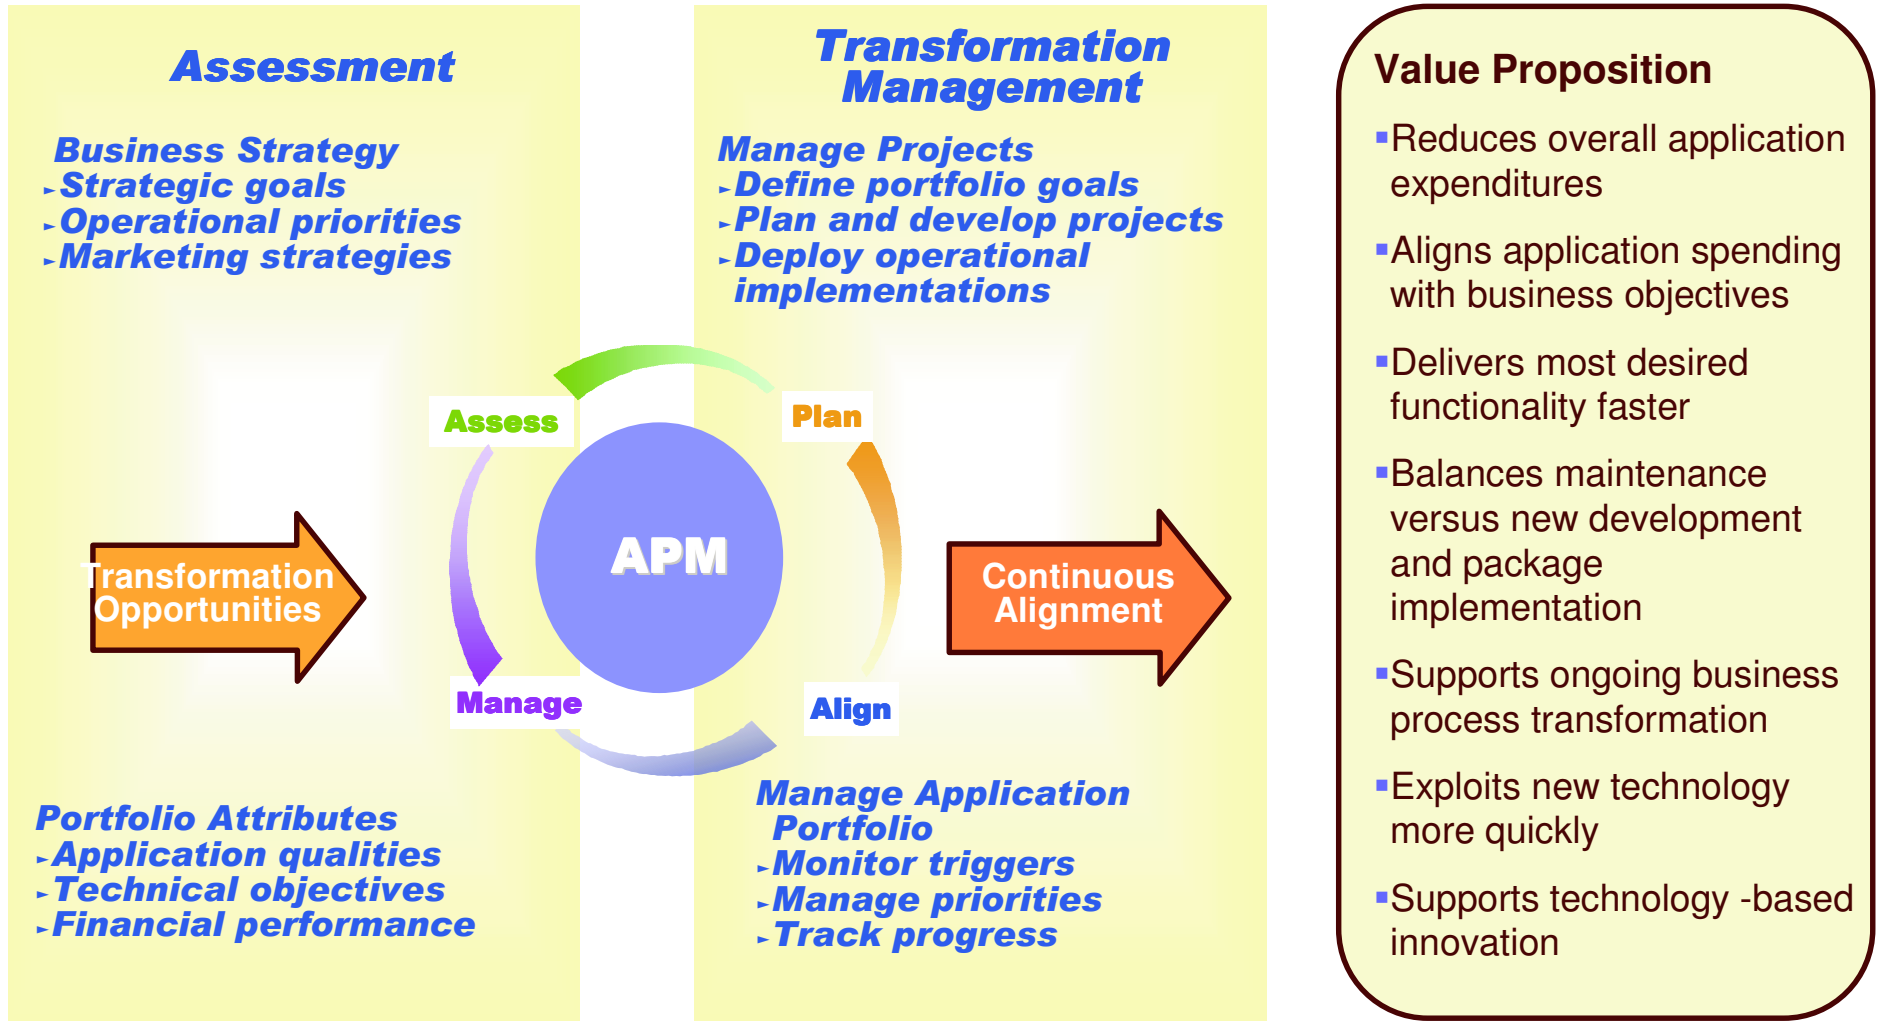 Assessment
Business Strategy
►Strategic goals
►Operational priorities
►Marketing strategies
Transformation
Management
Manage Projects
►Define portfolio goals
►Plan and develop projects
►Deploy operational
implementations
Assess
Plan
APM
Manage
Align
Transformation
Opportunities
Continuous
Alignment
Portfolio Attributes
►Application qualities
►Technical objectives
►Financial performance
Manage Application
Portfolio
►Monitor triggers
►Manage priorities
►Track progress
Value Proposition
▪Reduces overall application
expenditures
▪Aligns application spending
with business objectives
▪Delivers most desired
functionality faster
▪Balances maintenance
versus new development
and package
implementation
▪Supports ongoing business
process transformation
▪Exploits new technology
more quickly
▪Supports technology -based
innovation